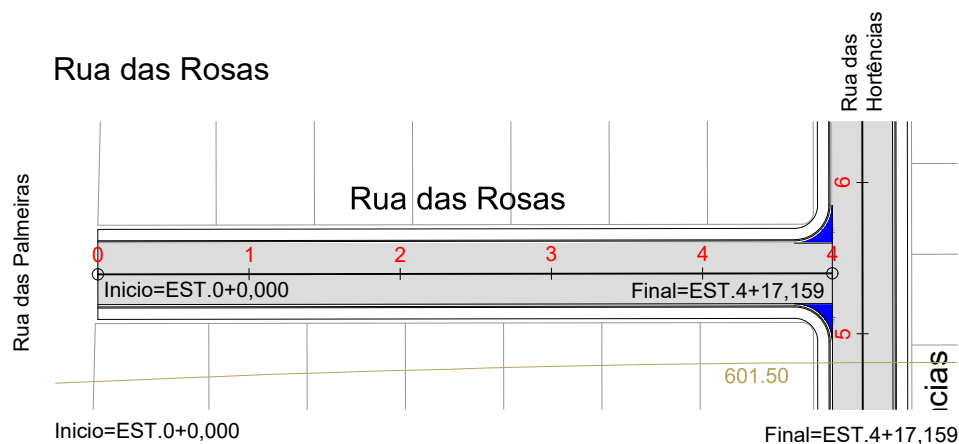 Rua das Rosas
Rua das
Hortências
Rua das Palmeiras
Rua das Rosas
6
0
1
2
3
4
4
Inicio=EST.0+0,000
Final=EST.4+17,159
5
601.50
cias
Inicio=EST.0+0,000
Final=EST.4+17,159